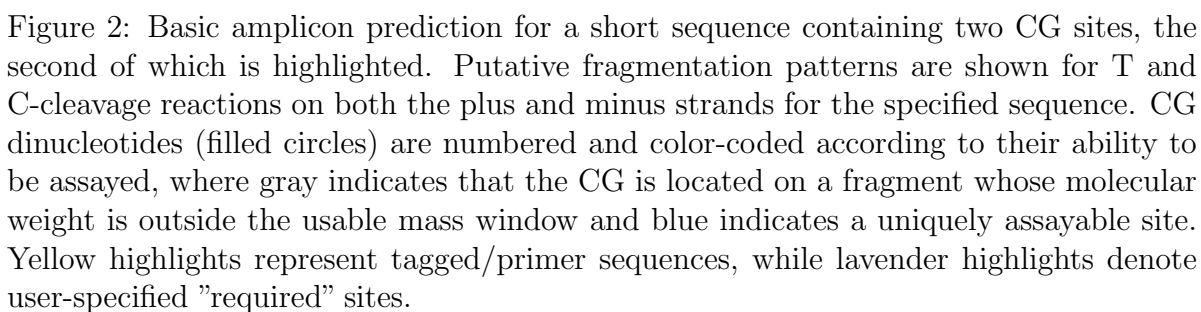 Figure 2: Basic amplicon prediction for a short sequence containing two CG sites, the
second of which is highlighted. Putative fragmentation patterns are shown for T and
C-cleavage reactions on both the plus and minus strands for the specified sequence. CG
dinucleotides (filled circles) are numbered and color-coded according to their ability to
be assayed, where gray indicates that the CG is located on a fragment whose molecular
weight is outside the usable mass window and blue indicates a uniquely assayable site.
Yellow highlights represent tagged/primer sequences, while lavender highlights denote
user-specified ”required” sites.